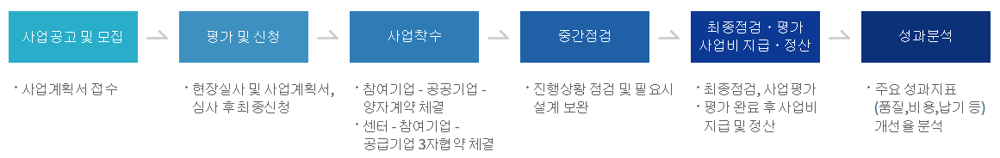 사업공고 및 모집
평가 및 신청
사업착수
중간점검
최종점검·평가
사업비 지급·정산
성과분석
· 사업계획서 접수
· 현장실사 및 사업계획서,
심사 후 최종신청
· 참여기업 - 공공기업 -
양자계약 체결
· 센터 - 참여기업 -
공급기업 3자협약 체결
· 진행상황 점검 및 필요시
설계 보완
· 최종점검, 사업평가
· 평가 완료 후 사업비
지급 및 정산
· 주요 성과지표
(품질,비용,납기 등)
개선율 분석